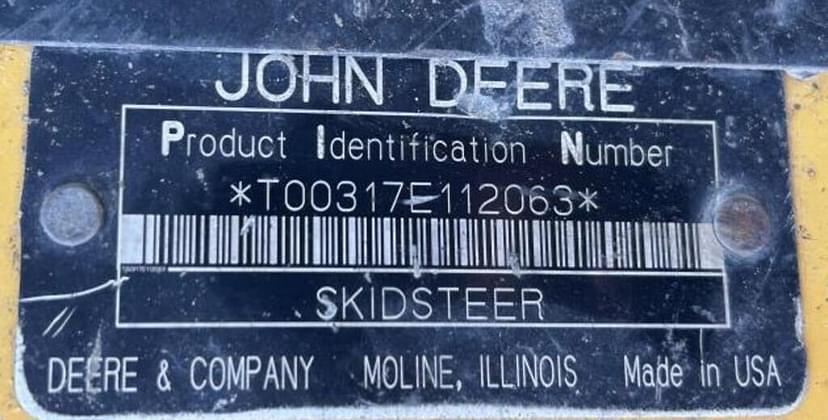 JOHN DEERE
Product Identification Number
*T00317E112063*
SKIDSTEER
DEERE & COMPANY MOLINE, ILLINOIS Made in USA